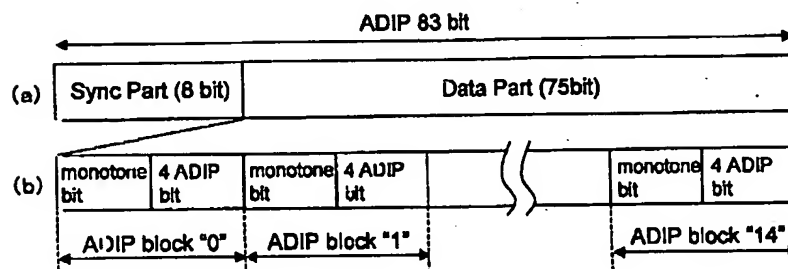 ADIP 83 bit
(a) Sync Part (8 bit) Data Part (75bit)
(b) monotone bit 4 ADIP bit monotone bit 4 ADIP bit monotone bit 4 ADIP bit
ADIP block "0" ADIP block "1" ADIP block "14"